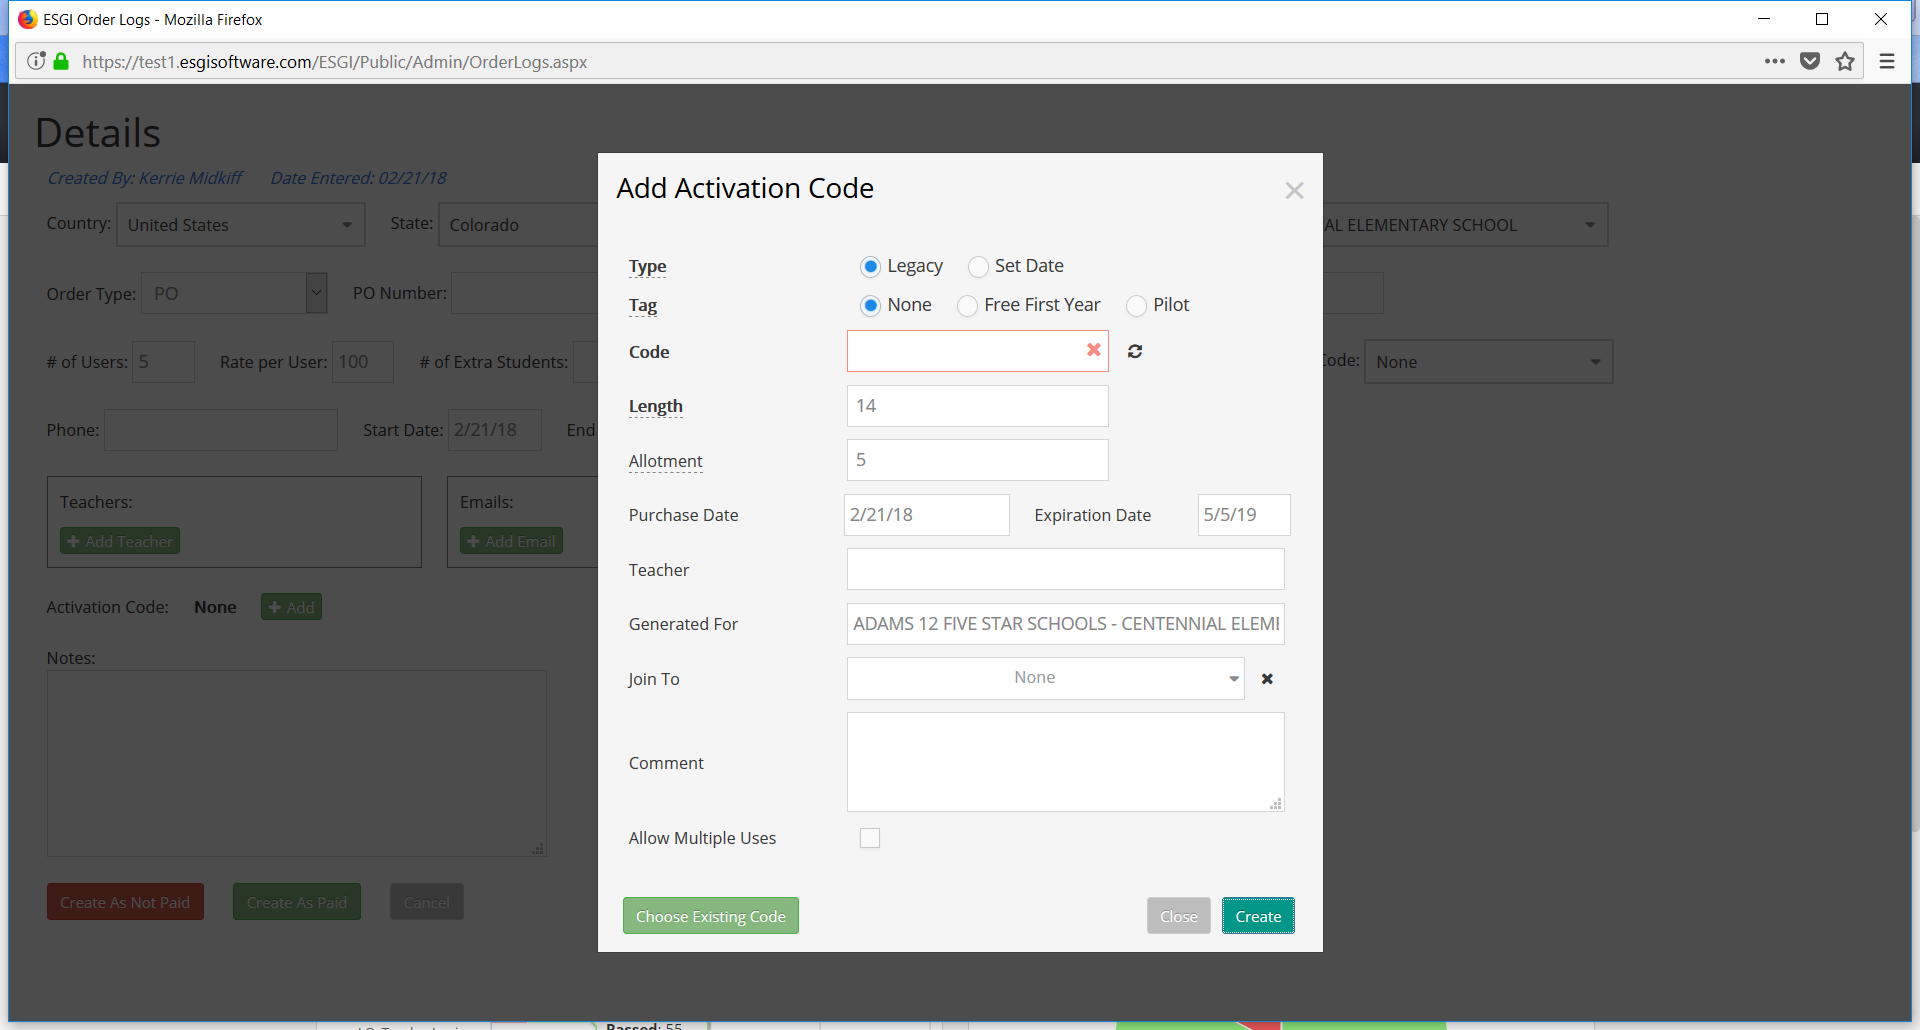 ESGI Order Logs - Mozilla Firefox
https://test1.esgisoftware.com/ESGI/Public/Admin/OrderLogs.aspx
Details
Created By: Kerrie Midkiff Date Entered: 02/21/18
Country: United States State: Colorado AL ELEMENTARY SCHOOL
Order Type: PO PO Number:
# of Users: 5 Rate per User: 100 # of Extra Students: Code: None
Phone: Start Date: 2/21/18 End
Teachers: Emails:
Add Teacher Add Email
Activation Code: None Add
Notes:
Create As Not Paid Create As Paid Cancel
Add Activation Code
Type Legacy Set Date
Tag None Free First Year Pilot
Code
Length 14
Allotment 5
Purchase Date 2/21/18 Expiration Date 5/5/19
Teacher
Generated For ADAMS 12 FIVE STAR SCHOOLS - CENTENNIAL ELEM
Join To None
Comment
Allow Multiple Uses
Choose Existing Code Close Create
Passed: 55